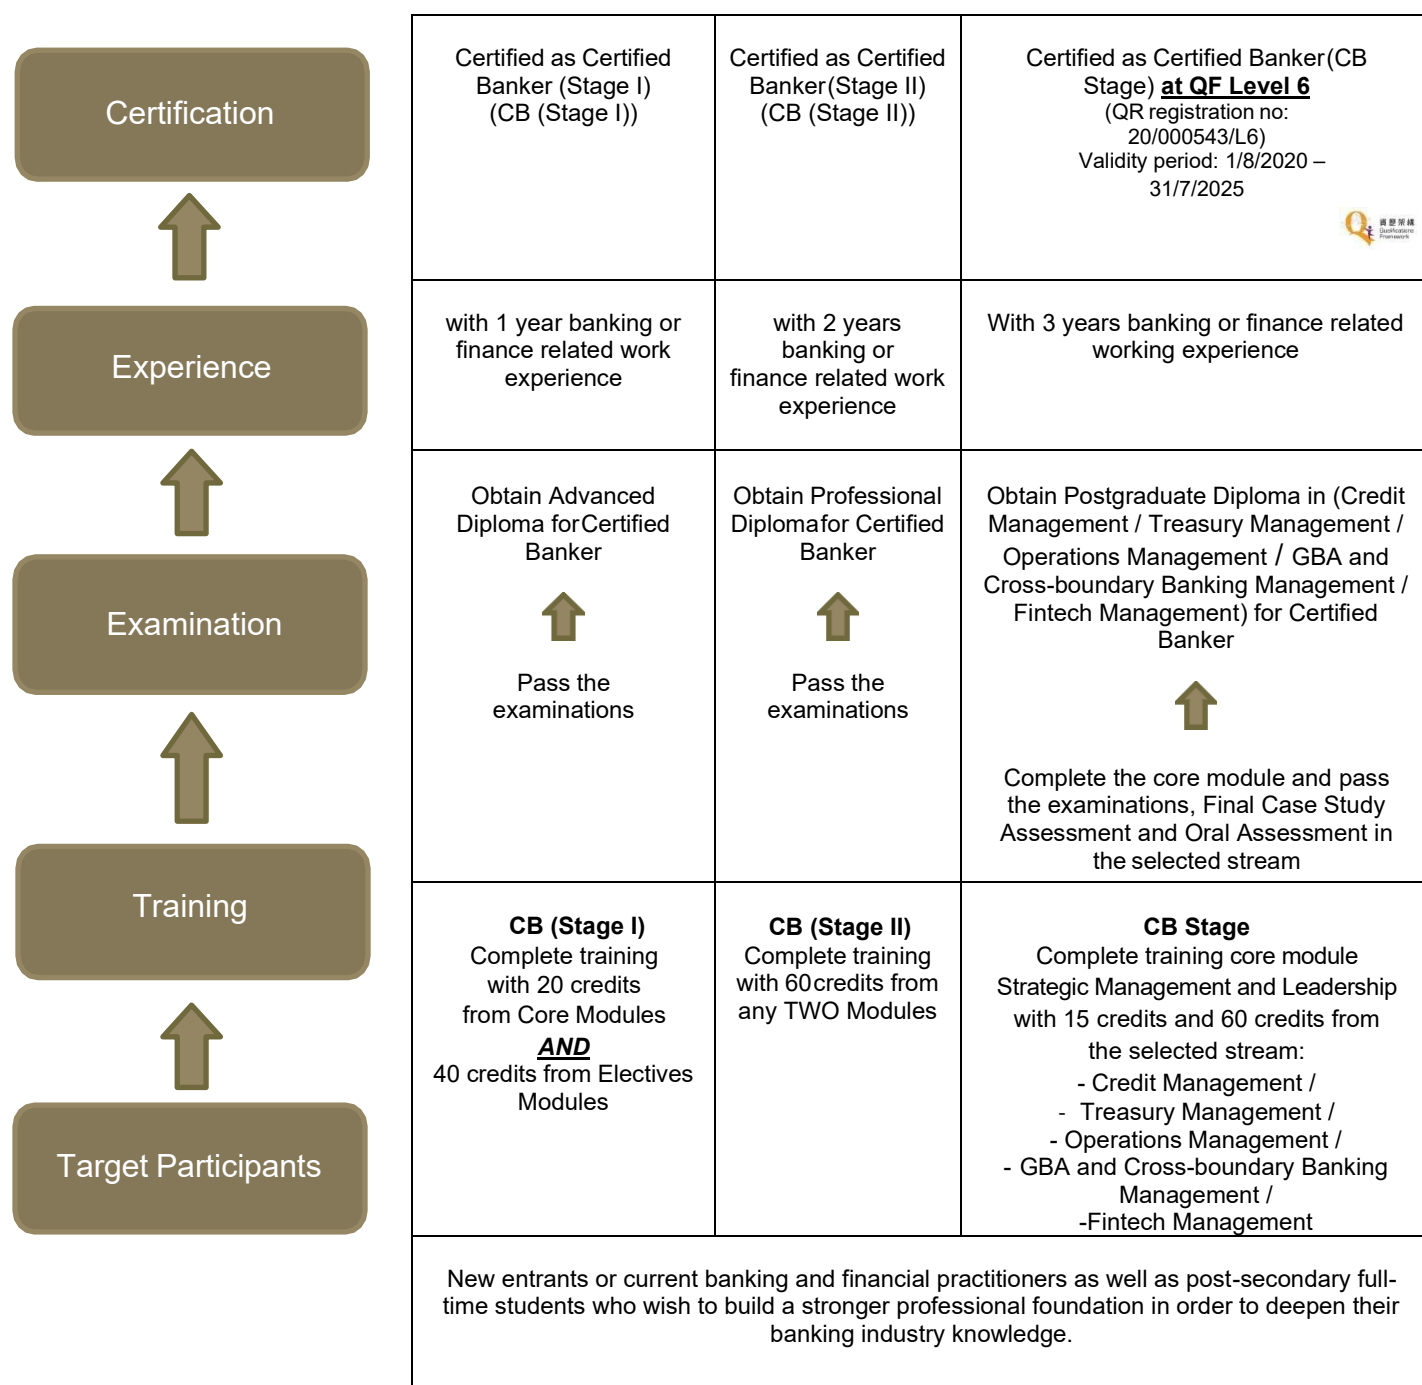 Certification
Certified as Certified
Banker (Stage I)
(CB (Stage I))
Certified as Certified
Banker(Stage II)
(CB (Stage II))
Certified as Certified Banker(CB
Stage) at QF Level 6
(QR registration no:
20/000543/L6)
Validity period: 1/8/2020 –
31/7/2025
資歷架構
Qualifications
Framework
Experience
with 1 year banking or
finance related work
experience
with 2 years
banking or
finance related work
experience
With 3 years banking or finance related
working experience
Examination
Obtain Advanced
Diploma forCertified
Banker
Pass the
examinations
Obtain Professional
Diplomafor Certified
Banker
Pass the
examinations
Obtain Postgraduate Diploma in (Credit
Management / Treasury Management /
Operations Management / GBA and
Cross-boundary Banking Management /
Fintech Management) for Certified
Banker
Complete the core module and pass
the examinations, Final Case Study
Assessment and Oral Assessment in
the selected stream
Training
CB (Stage I)
Complete training
with 20 credits
from Core Modules
AND
40 credits from Electives
Modules
CB (Stage II)
Complete training
with 60credits from
any TWO Modules
CB Stage
Complete training core module
Strategic Management and Leadership
with 15 credits and 60 credits from
the selected stream:
- Credit Management /
- Treasury Management /
- Operations Management /
- GBA and Cross-boundary Banking
Management /
-Fintech Management
Target Participants
New entrants or current banking and financial practitioners as well as post-secondary full-
time students who wish to build a stronger professional foundation in order to deepen their
banking industry knowledge.